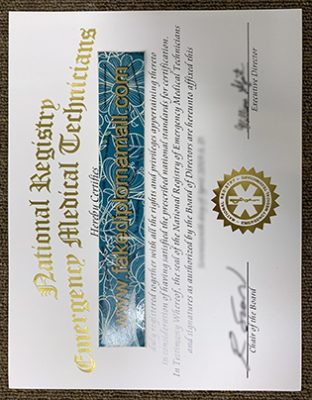 National Registry
Emergency Medical Technicians
Hereby Certifies
www.fakediplomamall.com
and registered together with all the rights and privileges appertaining thereto
in consideration of having satisfied the prescribed national standards for certification.
In Testimony Whereof, the seal of the National Registry of Emergency Medical Technicians
and signatures as authorized by the Board of Directors are hereunto affixed this
Chair of the Board
Executive Director